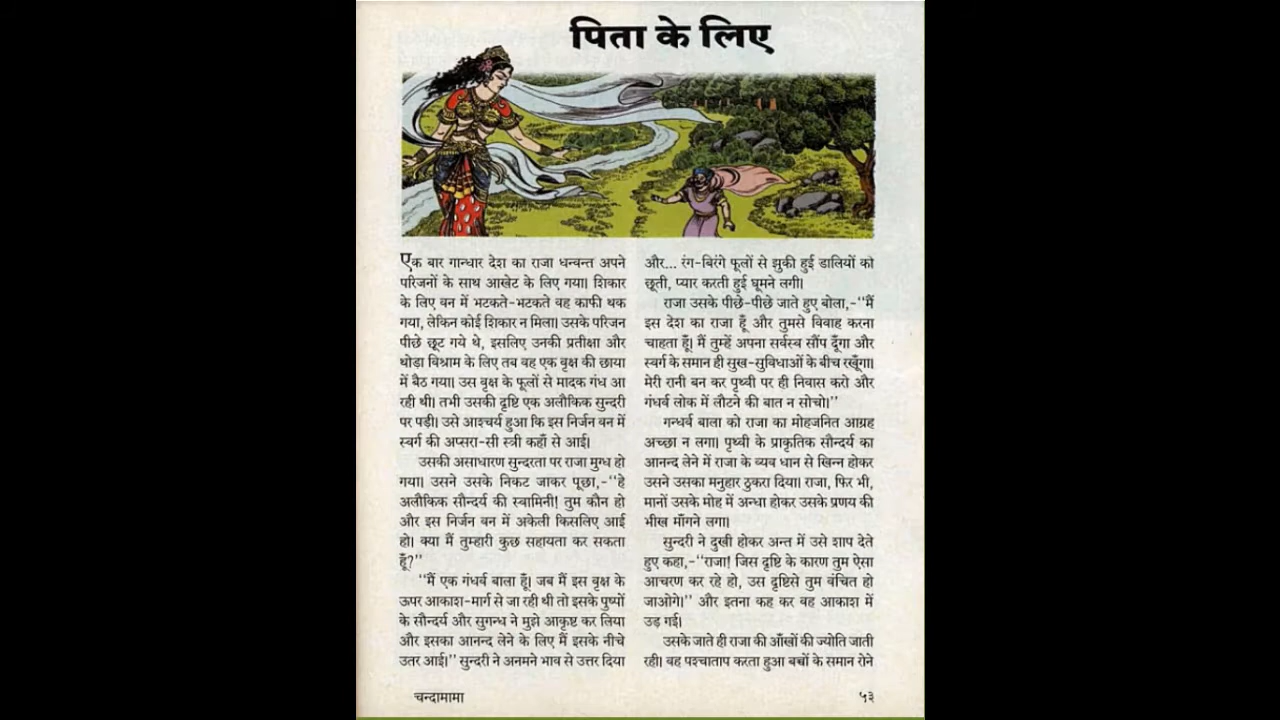 पिता के लिए
एक बार गान्धार देश का राजा धन्वन्त अपने
परिजनों के साथ आखेट के लिए गया। शिकार
के लिए वन में भटकते-भटकते वह काफी थक
गया, लेकिन कोई शिकार न मिला। उसके परिजन
पीछे छूट गये थे, इसलिए उनकी प्रतीक्षा और
थोड़ा विश्राम के लिए तब वह एक वृक्ष की छाया
में बैठ गया। उस वृक्ष के फूलों से मादक गंध आ
रही थी। तभी उसकी दृष्टि एक अलौकिक सुन्दरी
पर पड़ी। उसे आश्चर्य हुआ कि इस निर्जन वन में
स्वर्ग की अप्सरा-सी स्त्री कहाँ से आई।
उसकी असाधारण सुन्दरता पर राजा मुग्ध हो
गया। उसने उसके निकट जाकर पूछा,-''हे
अलौकिक सौन्दर्य की स्वामिनी! तुम कौन हो
और इस निर्जन वन में अकेली किसलिए आई
हो। क्या मैं तुम्हारी कुछ सहायता कर सकता
हूँ?''
''मैं एक गंधर्व बाला हूँ। जब मैं इस वृक्ष के
ऊपर आकाश-मार्ग से जा रही थी तो इसके पुष्पों
के सौन्दर्य और सुगन्ध ने मुझे आकृष्ट कर लिया
और इसका आनन्द लेने के लिए मैं इसके नीचे
उतर आई।'' सुन्दरी ने अनमने भाव से उत्तर दिया
और... रंग-बिरंगे फूलों से झुकी हुई डालियों को
छूती, प्यार करती हुई घूमने लगी।
राजा उसके पीछे-पीछे जाते हुए बोला,-''मैं
इस देश का राजा हूँ और तुमसे विवाह करना
चाहता हूँ। मैं तुम्हें अपना सर्वस्व सौंप दूँगा और
स्वर्ग के समान ही सुख-सुविधाओं के बीच रखूँगा।
मेरी रानी बन कर पृथ्वी पर ही निवास करो और
गंधर्व लोक में लौटने की बात न सोचो।''
गन्धर्व बाला को राजा का मोहजनित आग्रह
अच्छा न लगा। पृथ्वी के प्राकृतिक सौन्दर्य का
आनन्द लेने में राजा के व्यव धान से खिन्न होकर
उसने उसका मनुहार ठुकरा दिया। राजा, फिर भी,
मानों उसके मोह में अन्धा होकर उसके प्रणय की
भीख माँगने लगा।
सुन्दरी ने दुखी होकर अन्त में उसे शाप देते
हुए कहा,-''राजा! जिस दृष्टि के कारण तुम ऐसा
आचरण कर रहे हो, उस दृष्टिसे तुम वंचित हो
जाओगे।'' और इतना कह कर वह आकाश में
उड़ गई।
उसके जाते ही राजा की आँखों की ज्योति जाती
रही। वह पश्चाताप करता हुआ बच्चों के समान रोने
चन्दामामा
५३